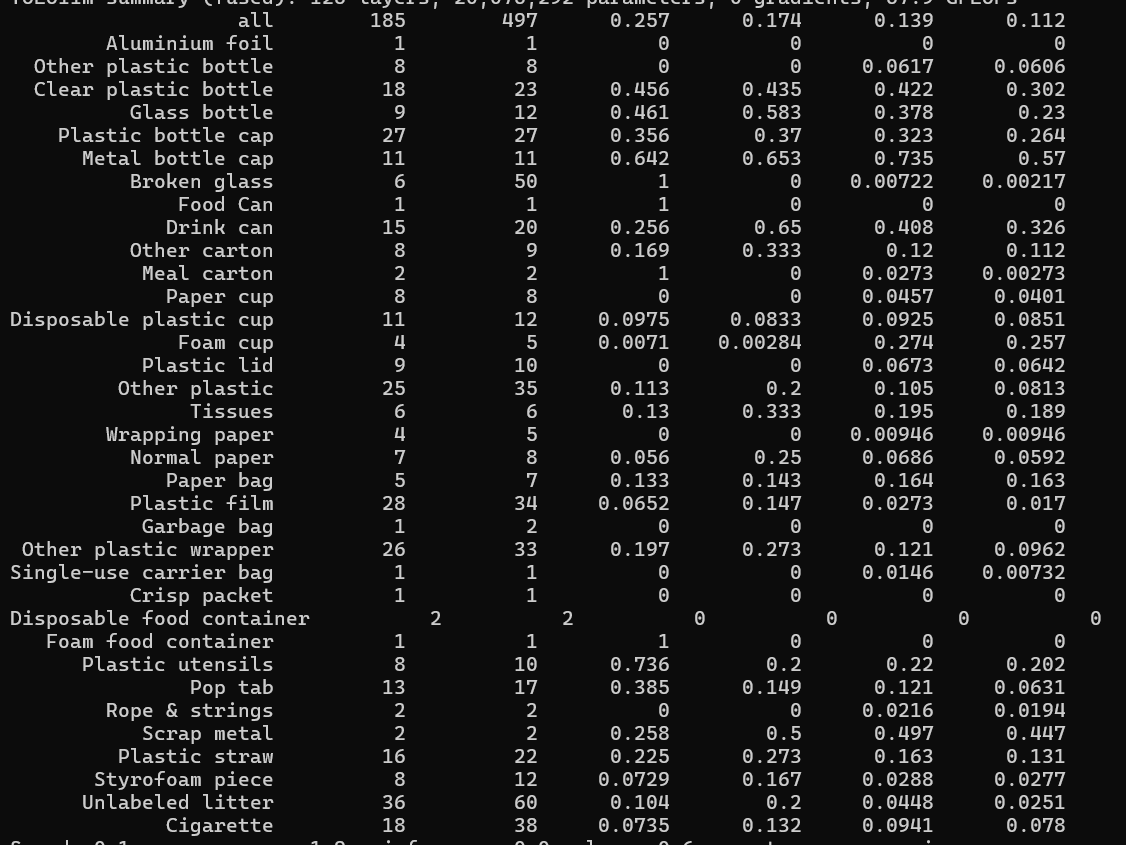 all 185 497 0.257 0.174 0.139 0.112
Aluminium foil 1 1 0 0 0 0
Other plastic bottle 8 8 0 0 0.0617 0.0606
Clear plastic bottle 18 23 0.456 0.435 0.422 0.302
Glass bottle 9 12 0.461 0.583 0.378 0.23
Plastic bottle cap 27 27 0.356 0.37 0.323 0.264
Metal bottle cap 11 11 0.642 0.653 0.735 0.57
Broken glass 6 50 1 0 0.00722 0.00217
Food Can 1 1 1 0 0 0
Drink can 15 20 0.256 0.65 0.408 0.326
Other carton 8 9 0.169 0.333 0.12 0.112
Meal carton 2 2 1 0 0.0273 0.00273
Paper cup 8 8 0 0 0.0457 0.0401
Disposable plastic cup 11 12 0.0975 0.0833 0.0925 0.0851
Foam cup 4 5 0.0071 0.00284 0.274 0.257
Plastic lid 9 10 0 0 0.0673 0.0642
Other plastic 25 35 0.113 0.2 0.105 0.0813
Tissues 6 6 0.13 0.333 0.195 0.189
Wrapping paper 4 5 0 0 0.00946 0.00946
Normal paper 7 8 0.056 0.25 0.0686 0.0592
Paper bag 5 7 0.133 0.143 0.164 0.163
Plastic film 28 34 0.0652 0.147 0.0273 0.017
Garbage bag 1 2 0 0 0 0
Other plastic wrapper 26 33 0.197 0.273 0.121 0.0962
Single-use carrier bag 1 1 0 0 0.0146 0.00732
Crisp packet 1 1 0 0 0 0
Disposable food container 2 2 0 0 0 0
Foam food container 1 1 1 0 0 0
Plastic utensils 8 10 0.736 0.2 0.22 0.202
Pop tab 13 17 0.385 0.149 0.121 0.0631
Rope & strings 2 2 0 0 0.0216 0.0194
Scrap metal 2 2 0.258 0.5 0.497 0.447
Plastic straw 16 22 0.225 0.273 0.163 0.131
Styrofoam piece 8 12 0.0729 0.167 0.0288 0.0277
Unlabeled litter 36 60 0.104 0.2 0.0448 0.0251
Cigarette 18 38 0.0735 0.132 0.0941 0.078